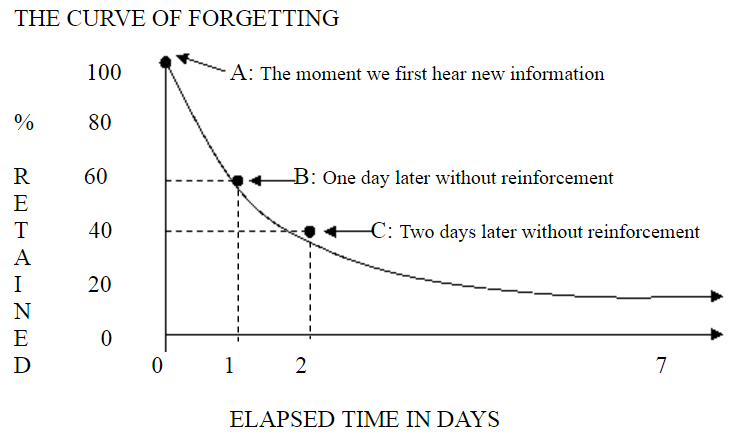 THE CURVE OF FORGETTING
100
A: The moment we first hear new information
%
80
R
E
T
A
I
N
E
D
60
B: One day later without reinforcement
40
C: Two days later without reinforcement
20
0
0 1 2 7
ELAPSED TIME IN DAYS